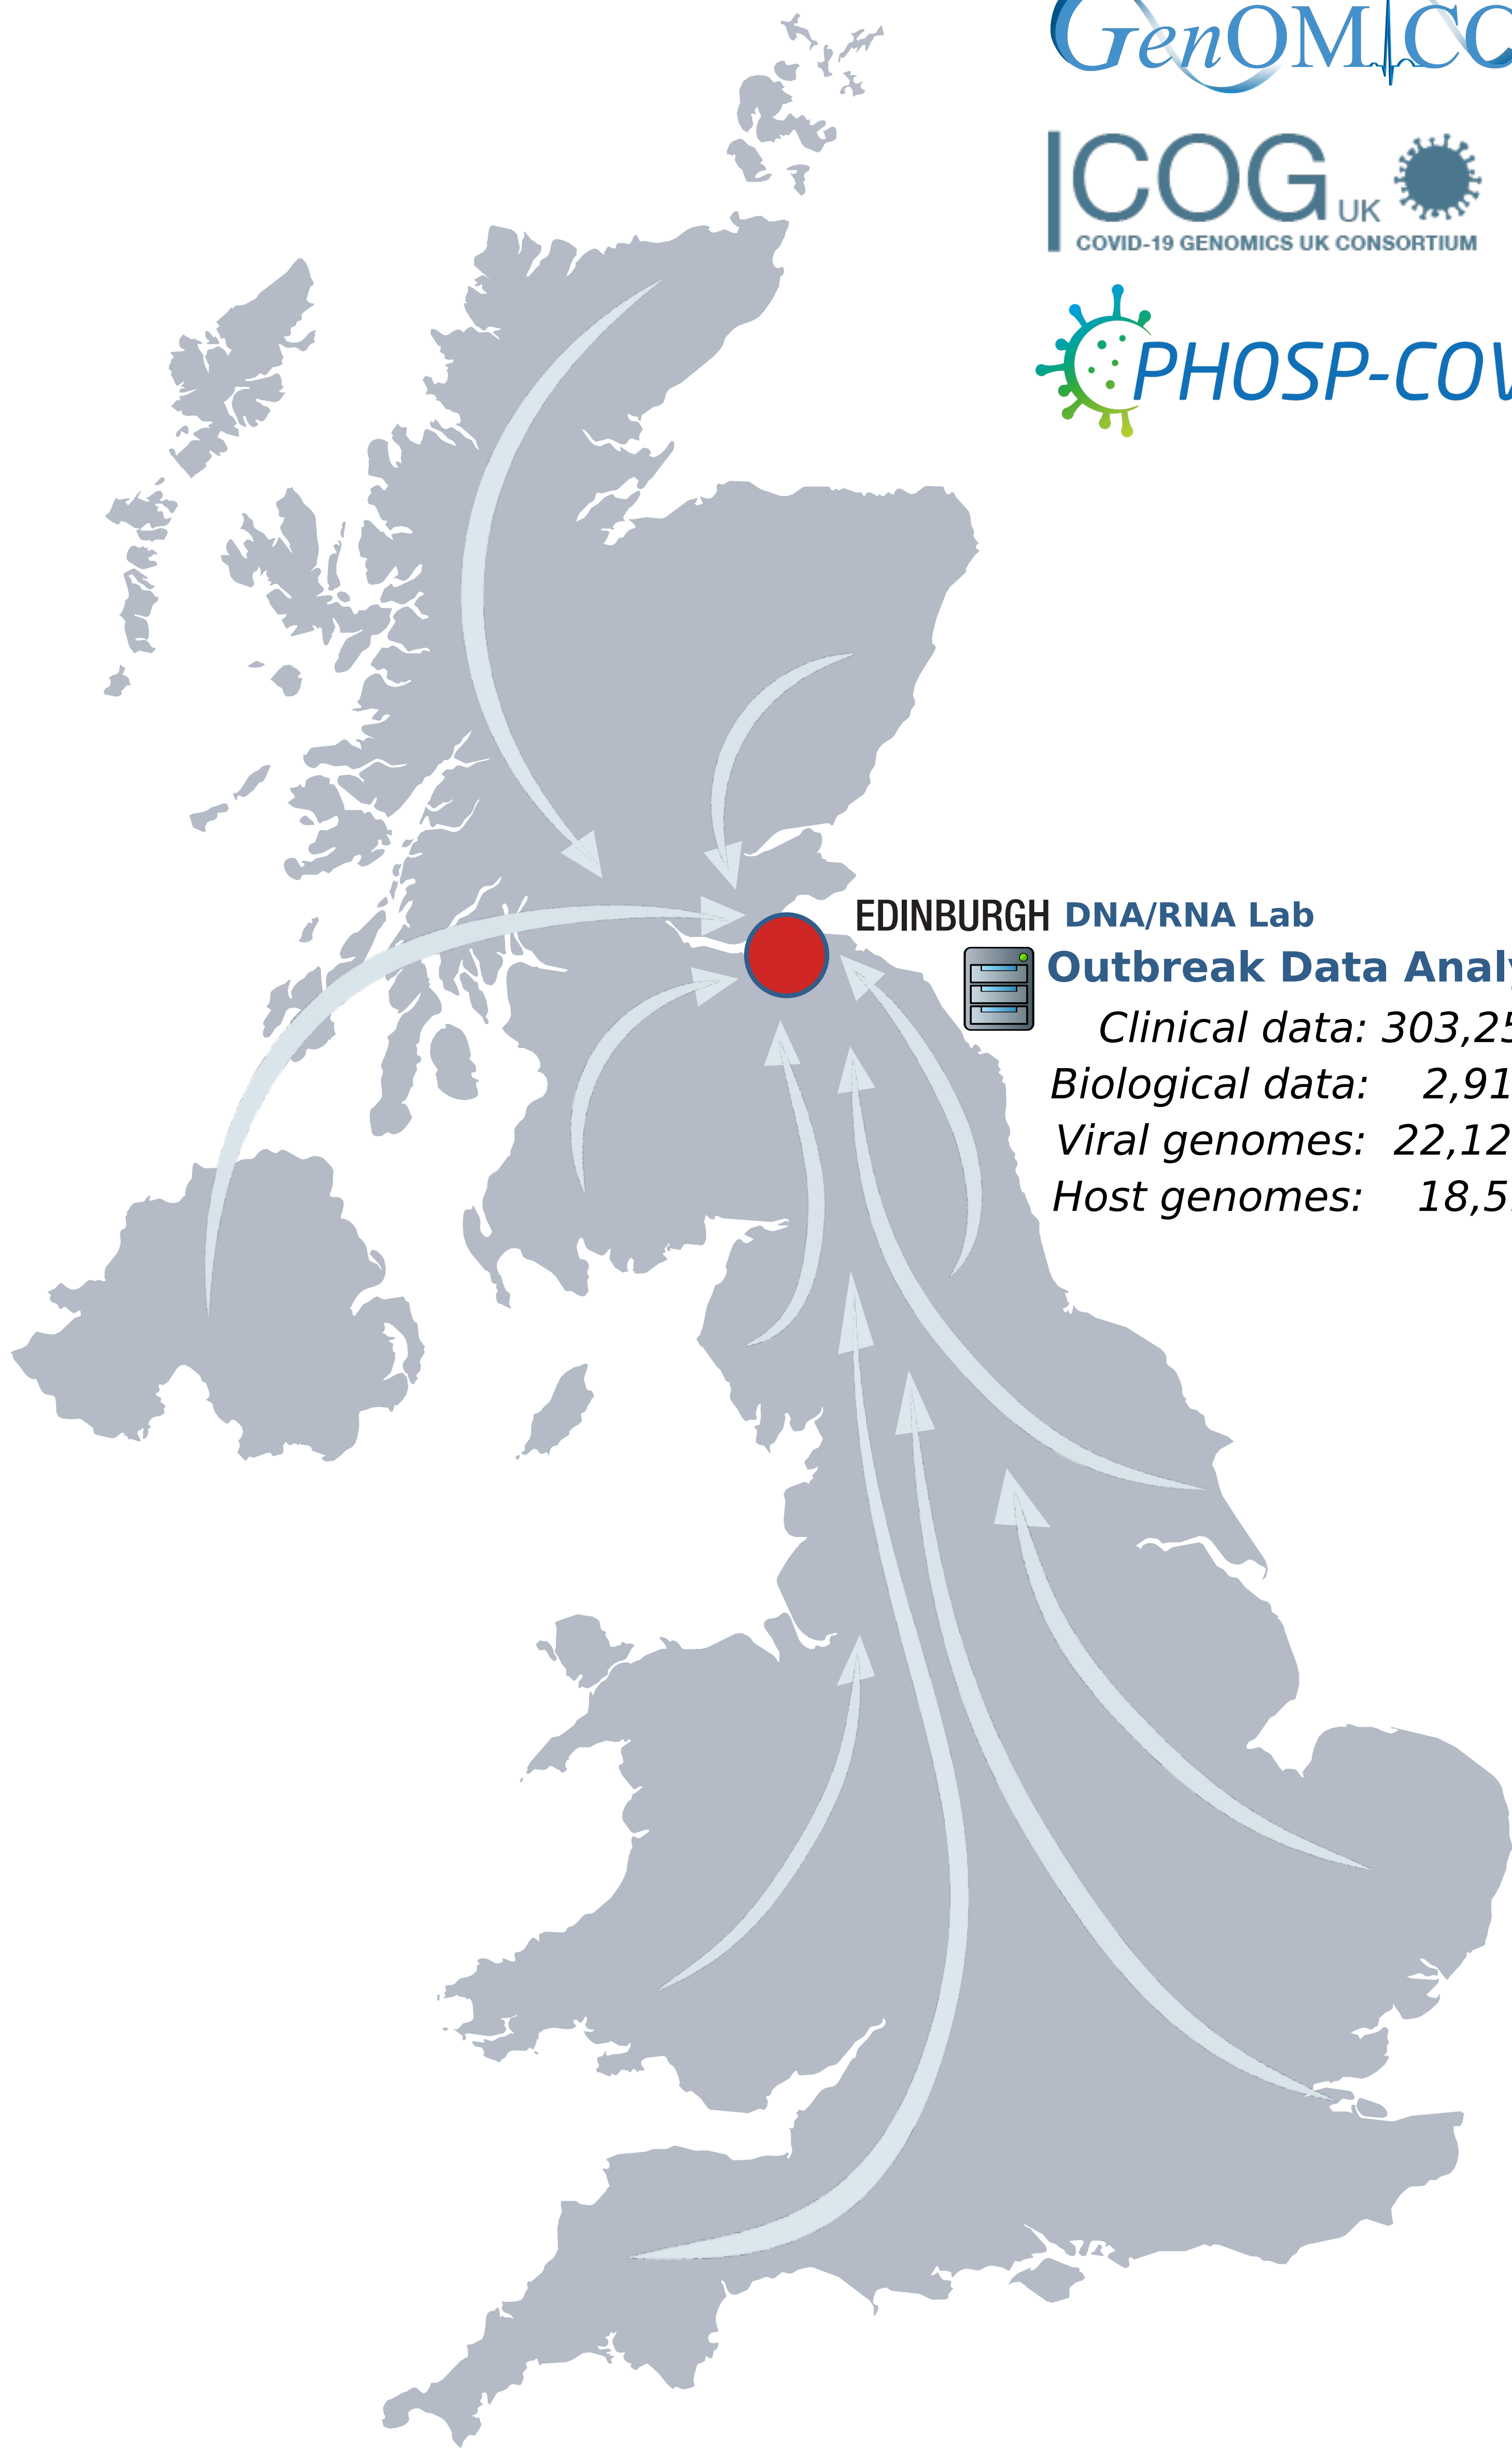 GenOMICC
COG UK
COVID-19 GENOMICS UK CONSORTIUM
PHOSP-COV
EDINBURGH DNA/RNA Lab
Outbreak Data Analy
Clinical data: 303,25
Biological data: 2,91
Viral genomes: 22,12
Host genomes: 18,5